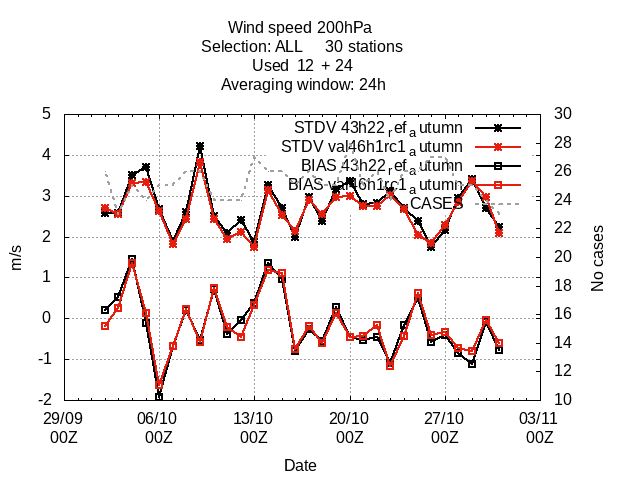 Wind speed 200hPa
Selection: ALL 30 stations
Used 12 + 24
Averaging window: 24h
STDV 43h22_ref_autumn
STDV val46h1rc1_autumn
BIAS 43h22_ref_autumn
BIAS val46h1rc1_autumn
CASES
5
4
3
2
1
0
-1
-2
m/s
30
28
26
24
22
20
18
16
14
12
10
No cases
29/09 06/10 13/10 20/10 27/10 03/11
00Z 00Z 00Z 00Z 00Z 00Z
Date